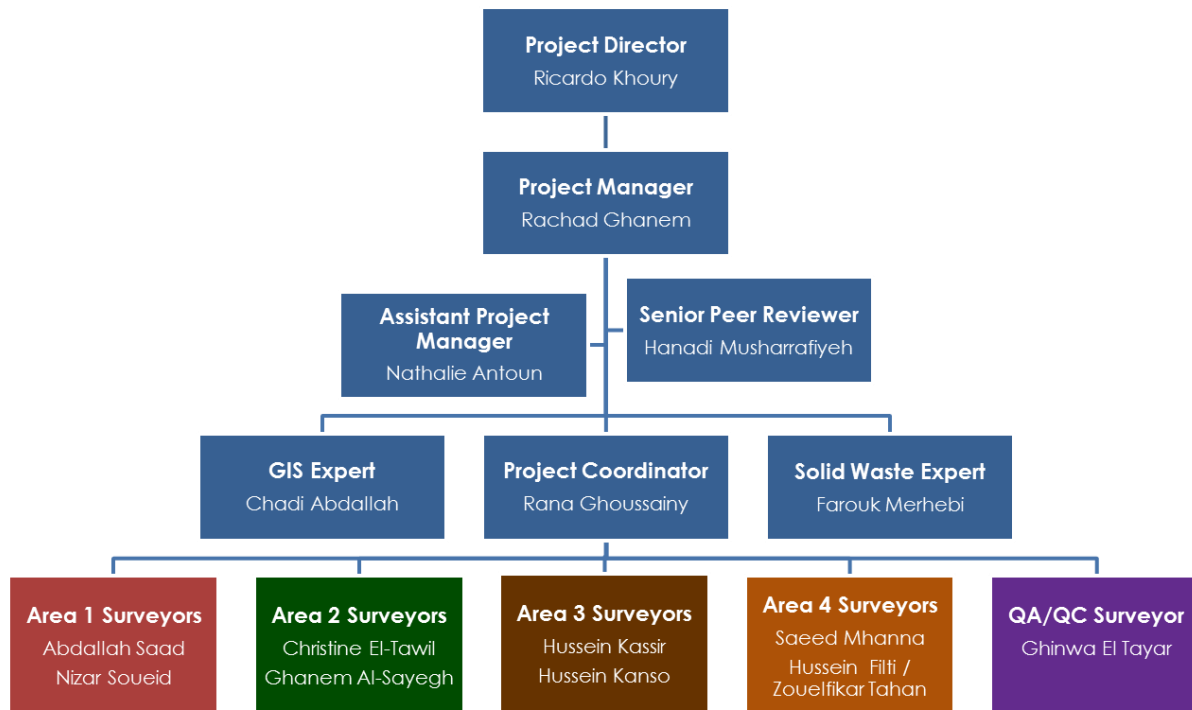 Project Director
Ricardo Khoury
Project Manager
Rachad Ghanem
Assistant Project
Manager
Nathalie Antoun
Senior Peer Reviewer
Hanadi Musharrafiyeh
GIS Expert
Chadi Abdallah
Project Coordinator
Rana Ghoussainy
Solid Waste Expert
Farouk Merhebi
Area 1 Surveyors
Abdallah Saad
Nizar Soueid
Area 2 Surveyors
Christine El-Tawil
Ghanem Al-Sayegh
Area 3 Surveyors
Hussein Kassir
Hussein Kanso
Area 4 Surveyors
Saeed Mhanna
Hussein Filti /
Zouelfikar Tahan
QA/QC Surveyor
Ghinwa El Tayar